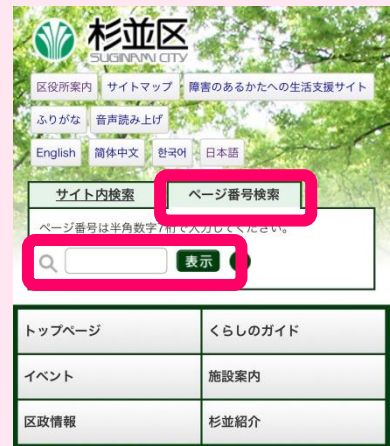 杉並区
SUGINAMI CITY
区役所案内 サイトマップ 障害のあるかたへの生活支援サイト
ふりがな 音声読み上げ
English 简体中文 한국어 日本語
サイト内検索 ページ番号検索
ページ番号は半角数字7桁で入力してください。
表示
トップページ くらしのガイド
イベント 施設案内
区政情報 杉並紹介